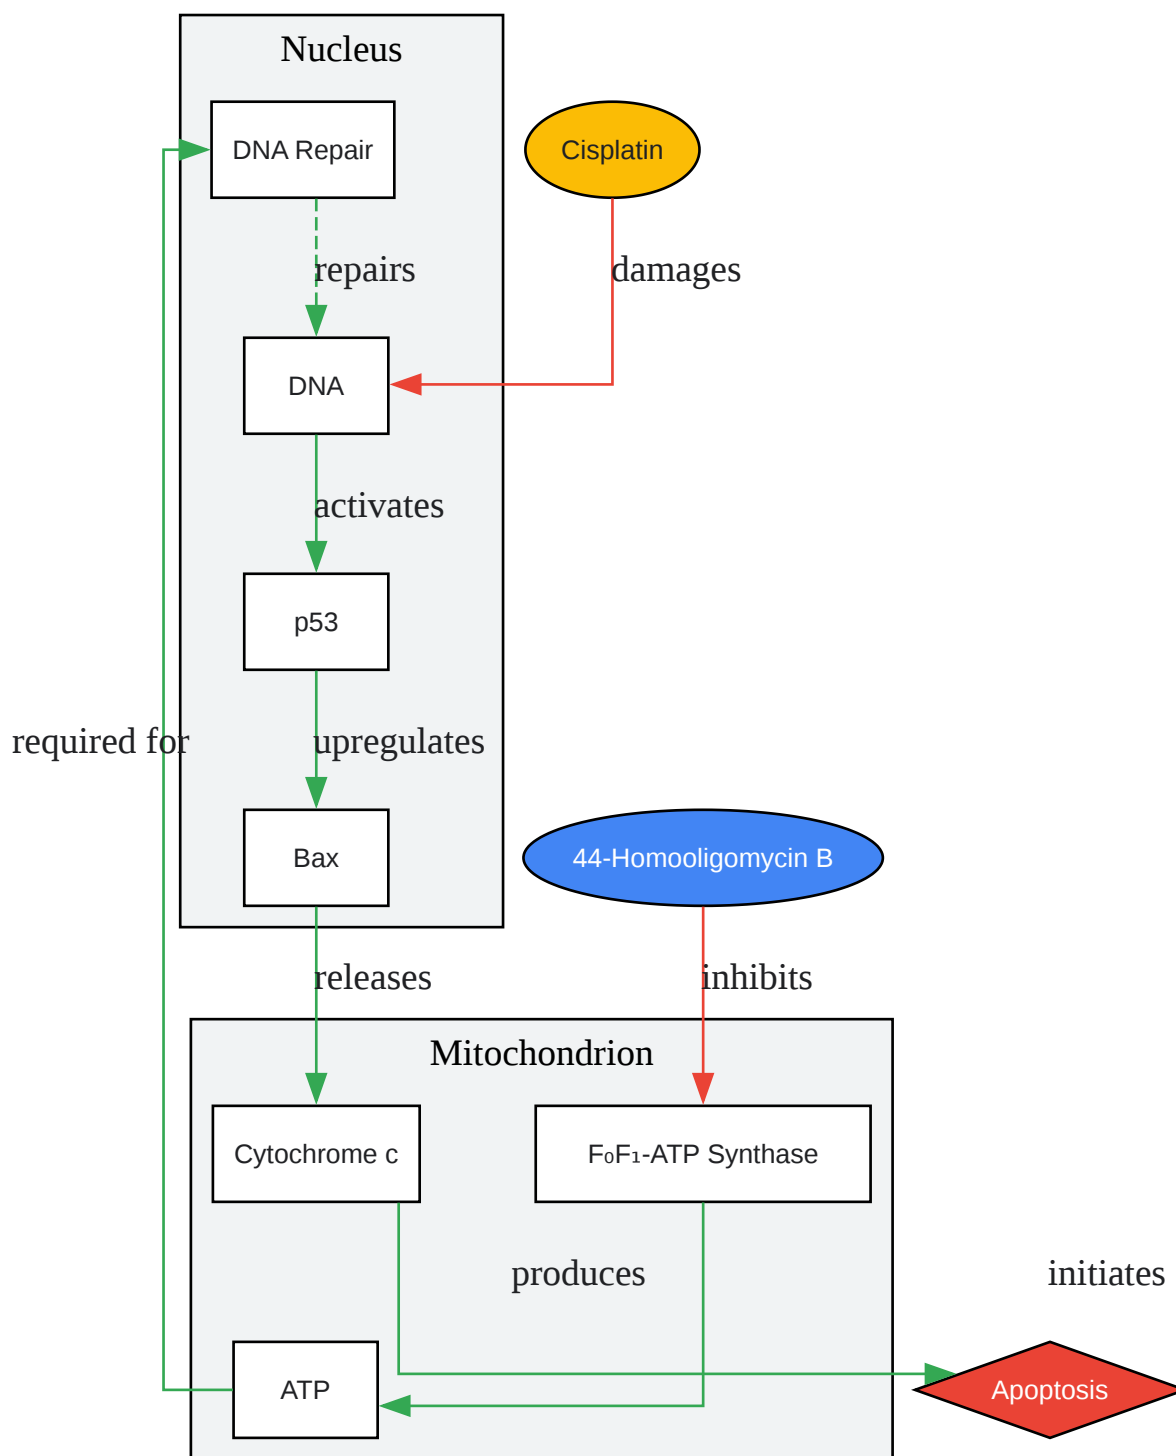 Nucleus
DNA Repair
Cisplatin
repairs
damages
DNA
activates
p53
required for
upregulates
Bax
44-Homooligomycin B
releases
inhibits
Mitochondrion
Cytochrome c
F₀F₁-ATP Synthase
produces
initiates
ATP
Apoptosis